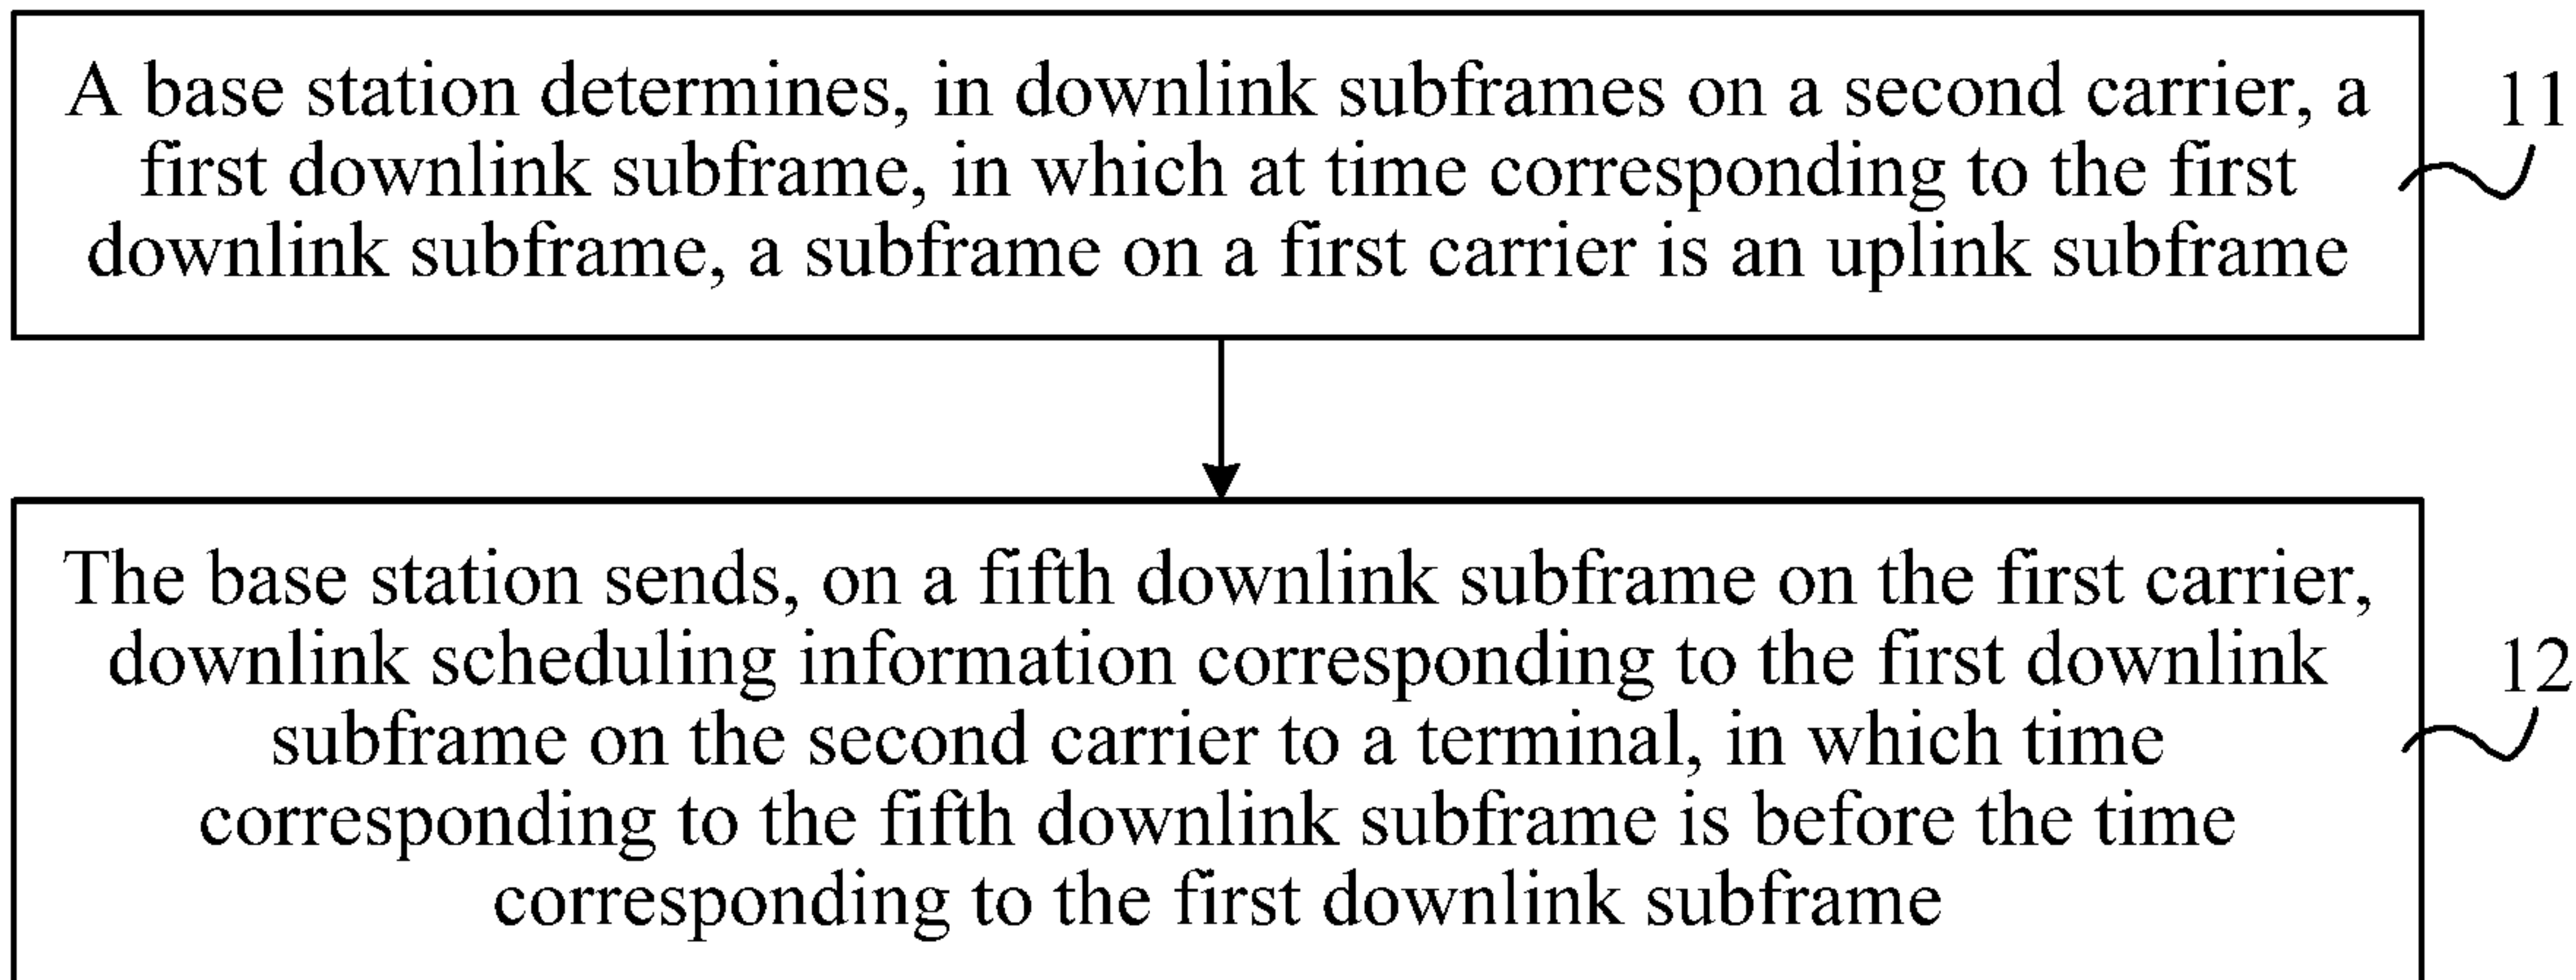 A base station determines, in downlink subframes on a second carrier, a
first downlink subframe, in which at time corresponding to the first
downlink subframe, a subframe on a first carrier is an uplink subframe
11
The base station sends, on a fifth downlink subframe on the first carrier,
downlink scheduling information corresponding to the first downlink
subframe on the second carrier to a terminal, in which time
corresponding to the fifth downlink subframe is before the time
corresponding to the first downlink subframe
12